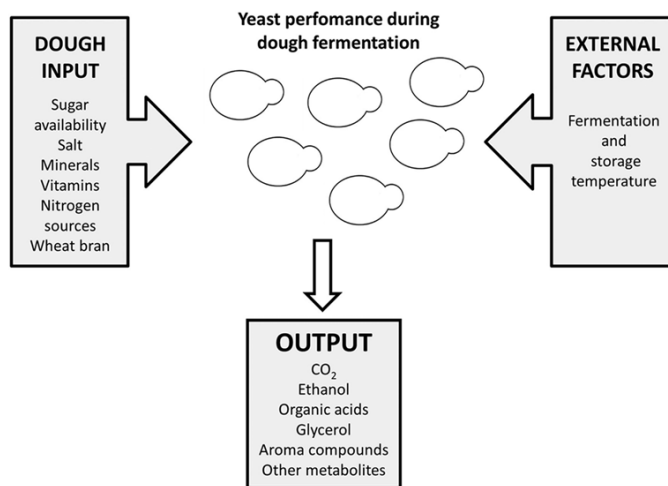 Yeast perfomance during
dough fermentation
DOUGH
INPUT
Sugar
availability
Salt
Minerals
Vitamins
Nitrogen
sources
Wheat bran
EXTERNAL
FACTORS
Fermentation
and
storage
temperature
OUTPUT
CO₂
Ethanol
Organic acids
Glycerol
Aroma compounds
Other metabolites